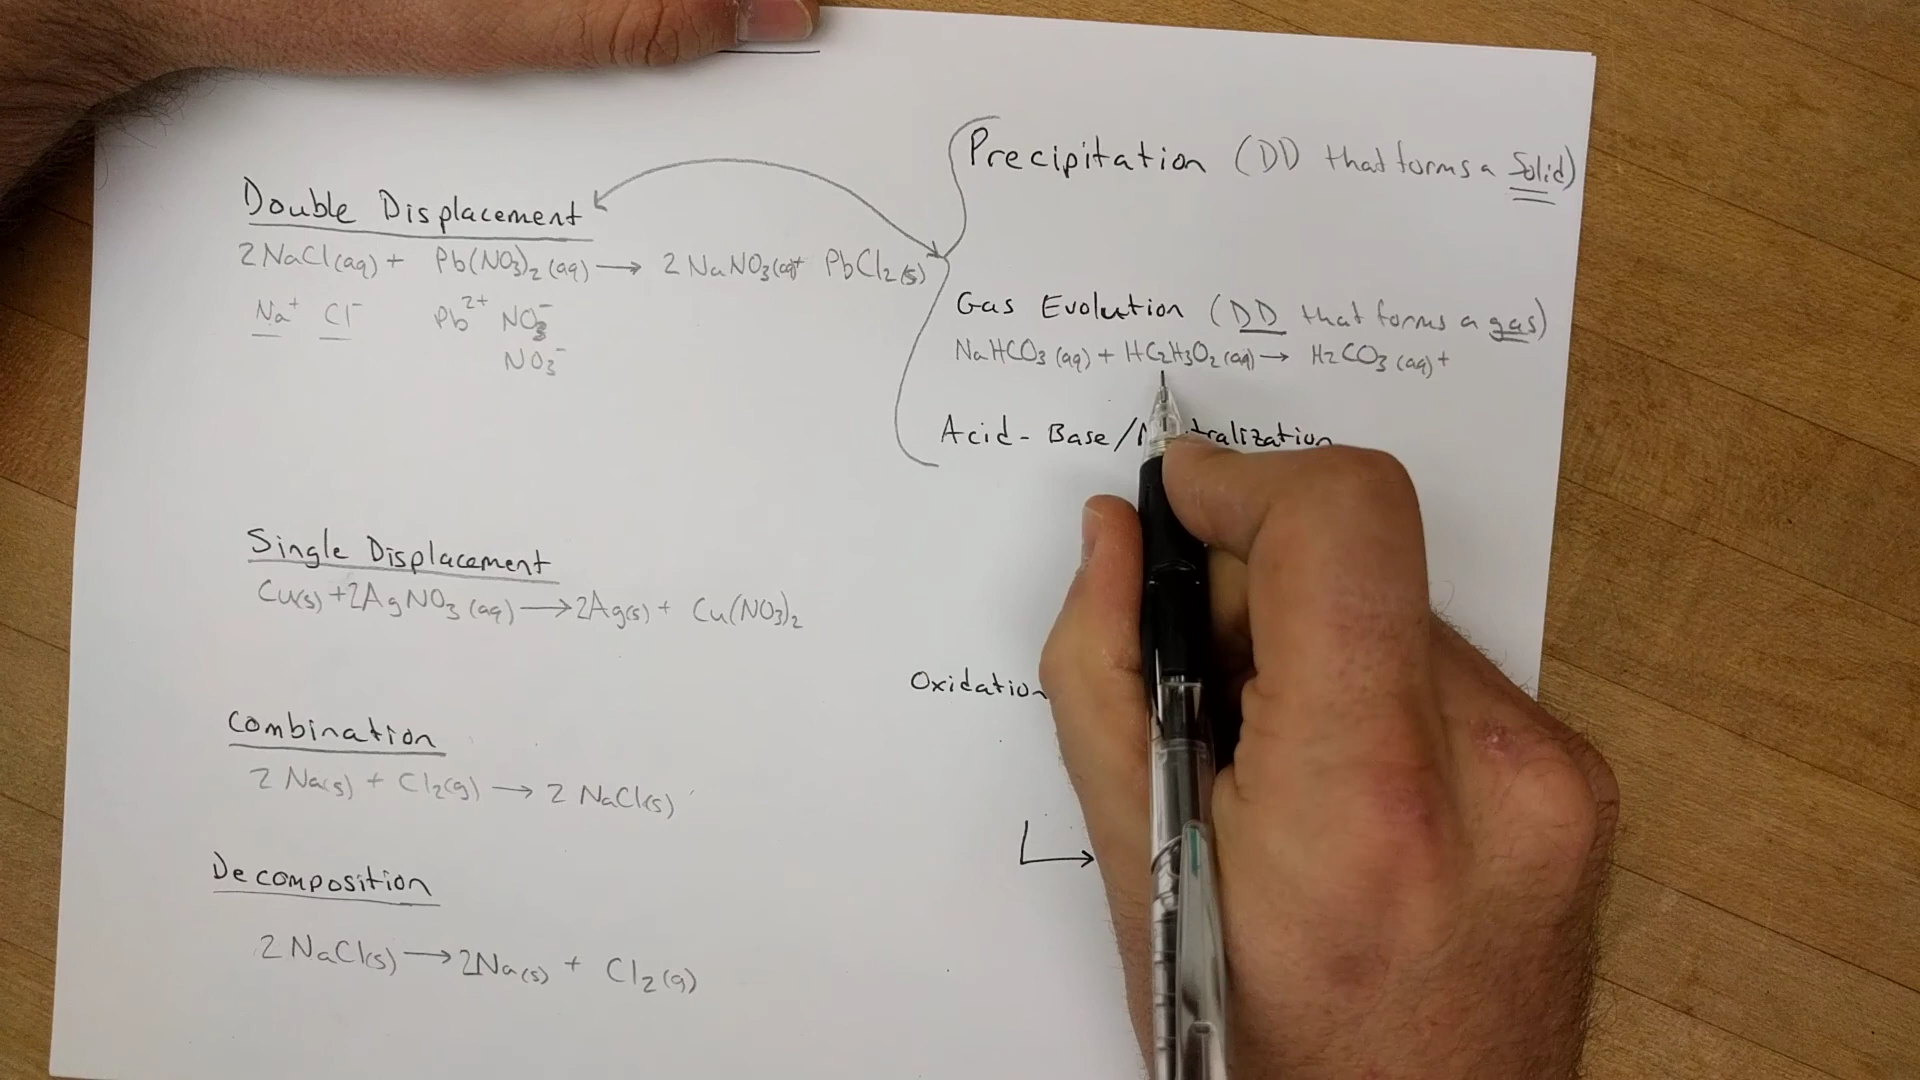 Double Displacement
2NaCl(aq) + Pb(NO3)2 (aq) → 2NaNO3(aq)+ PbCl2(s)
Na+ Cl- Pb2+ NO3-
NO3-
Single Displacement
Cu(s) + 2AgNO3 (aq) → 2Ag(s) + Cu(NO3)2
Combination
2 Na(s) + Cl2(g) → 2 NaCl(s)
Decomposition
2 NaCl(s) → 2Na(s) + Cl2(g)
Precipitation (DD that forms a Solid)
Gas Evolution (DD that forms a gas)
NaHCO3 (aq) + HC2H3O2 (aq) → H2CO3 (aq) +
Acid-Base/
Oxidation